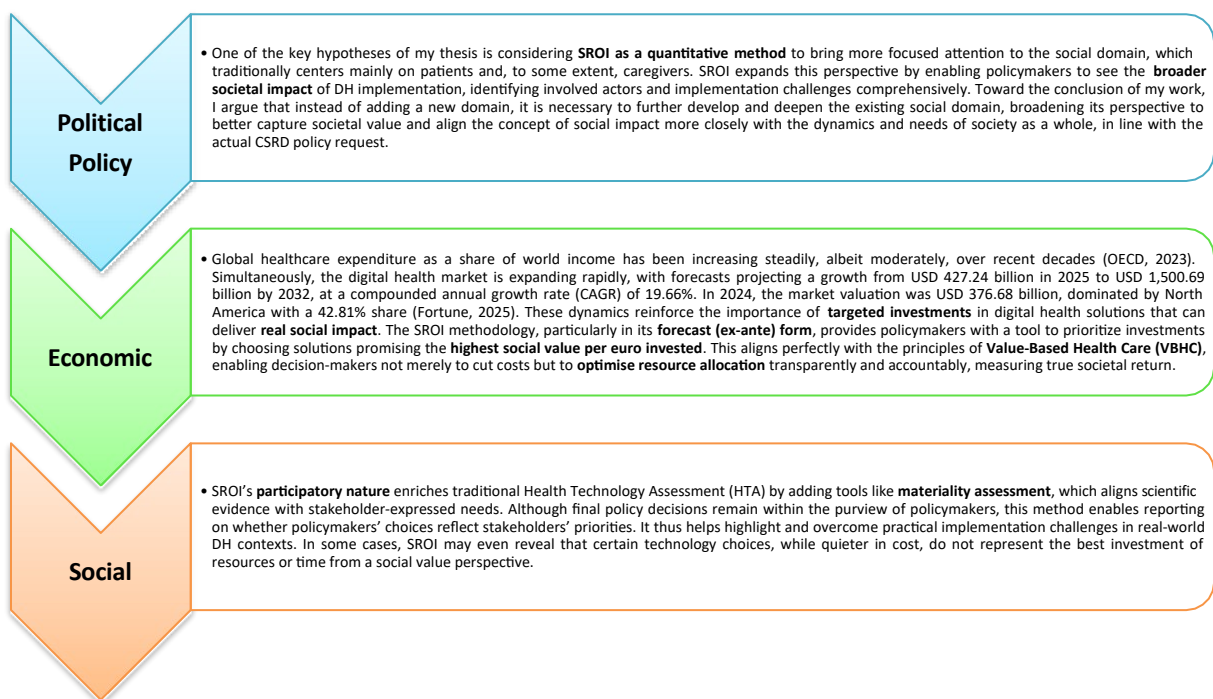 Political
Policy
• One of the key hypotheses of my thesis is considering SROI as a quantitative method to bring more focused attention to the social domain, which
traditionally centers mainly on patients and, to some extent, caregivers. SROI expands this perspective by enabling policymakers to see the broader
societal impact of DH implementation, identifying involved actors and implementation challenges comprehensively. Toward the conclusion of my work,
I argue that instead of adding a new domain, it is necessary to further develop and deepen the existing social domain, broadening its perspective to
better capture societal value and align the concept of social impact more closely with the dynamics and needs of society as a whole, in line with the
actual CSRD policy request.
Economic
• Global healthcare expenditure as a share of world income has been increasing steadily, albeit moderately, over recent decades (OECD, 2023).
Simultaneously, the digital health market is expanding rapidly, with forecasts projecting a growth from USD 427.24 billion in 2025 to USD 1,500.69
billion by 2032, at a compounded annual growth rate (CAGR) of 19.66%. In 2024, the market valuation was USD 376.68 billion, dominated by North
America with a 42.81% share (Fortune, 2025). These dynamics reinforce the importance of targeted investments in digital health solutions that can
deliver real social impact. The SROI methodology, particularly in its forecast (ex-ante) form, provides policymakers with a tool to prioritize investments
by choosing solutions promising the highest social value per euro invested. This aligns perfectly with the principles of Value-Based Health Care (VBHC),
enabling decision-makers not merely to cut costs but to optimise resource allocation transparently and accountably, measuring true societal return.
Social
• SROI's participatory nature enriches traditional Health Technology Assessment (HTA) by adding tools like materiality assessment, which aligns scientific
evidence with stakeholder-expressed needs. Although final policy decisions remain within the purview of policymakers, this method enables reporting
on whether policymakers' choices reflect stakeholders' priorities. It thus helps highlight and overcome practical implementation challenges in real-world
DH contexts. In some cases, SROI may even reveal that certain technology choices, while quieter in cost, do not represent the best investment of
resources or time from a social value perspective.